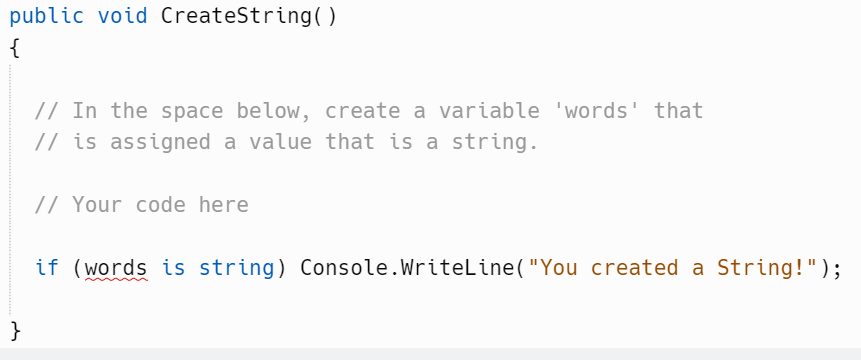 public void CreateString()
{
// In the space below, create a variable 'words' that
// is assigned a value that is a string.
// Your code here
if (words is string) Console.WriteLine("You created a String!");
}